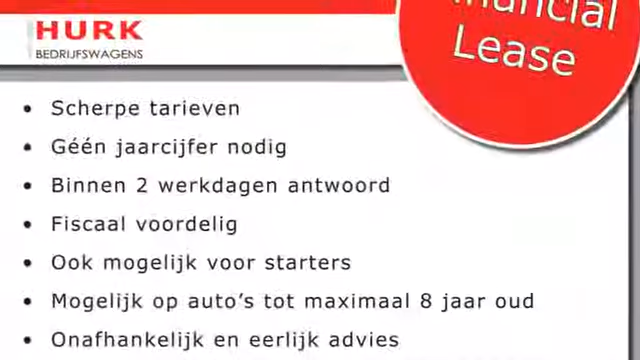 HURK
BEDRIJFSWAGENS
Lease
• Scherpe tarieven
• Géén jaarcijfer nodig
• Binnen 2 werkdagen antwoord
• Fiscaal voordelig
• Ook mogelijk voor starters
• Mogelijk op auto's tot maximaal 8 jaar oud
• Onafhankelijk en eerlijk advies